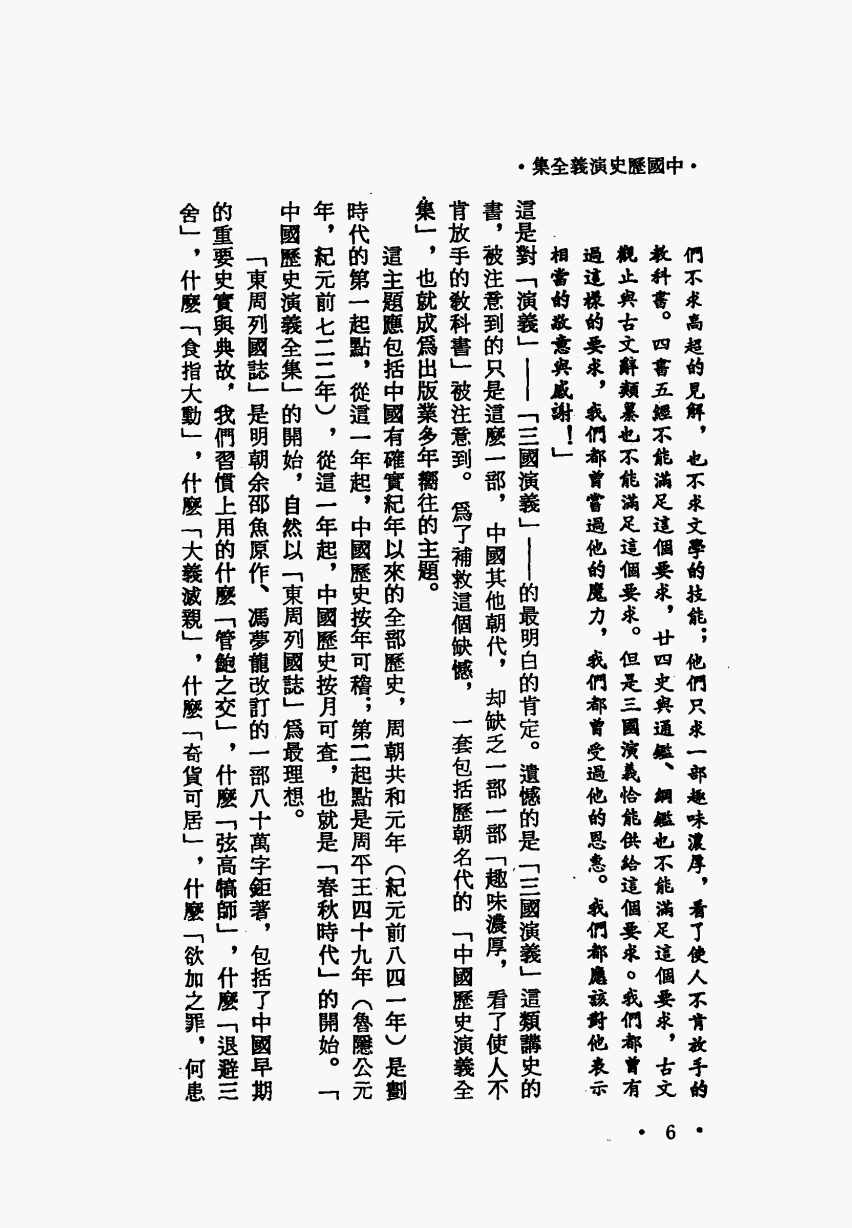 ・中國歷史演義全集・
們不求高超的見解，也不求文學的技能；他們只求一部趣味濃厚，看了使人不肯放手的
教科書。四書五經不能滿足這個要求，廿四史與通鑑、綱鑑也不能滿足這個要求，古文
觀止與古文辭類纂也不能滿足這個要求。但是三國演義恰能供給這個要求。我們都曾有
過這樣的要求，我們都曾嘗過他的魔力，我們都曾受過他的恩惠。我們都應該對他表示
相當的敬意與感謝！」
這是對「演義」——「三國演義」——的最明白的肯定。遺憾的是「三國演義」這類講史的
書，被注意到的只是這麼一部，中國其他朝代，却缺乏一部一部「趣味濃厚，看了使人不
肯放手的教科書」被注意到。爲了補救這個缺憾，一套包括歷朝名代的「中國歷史演義全
集」，也就成爲出版業多年嚮往的主題。
這主題應包括中國有確實紀年以來的全部歷史，周朝共和元年（紀元前八四一年）是劃
時代的第一起點，從這一年起，中國歷史按年可稽；第二起點是周平王四十九年（魯隱公元
年，紀元前七二二年），從這一年起，中國歷史按月可查，也就是「春秋時代」的開始。「
中國歷史演義全集」的開始，自然以「東周列國誌」爲最理想。
「東周列國誌」是明朝余邵魚原作、馮夢龍改訂的一部八十萬字鉅著，包括了中國早期
的重要史實與典故，我們習慣上用的什麼「管鮑之交」，什麼「弦高犒師」，什麼「退避三
舍」，什麼「食指大動」，什麼「大義滅親」，什麼「奇貨可居」，什麼「欲加之罪，何患
・6・